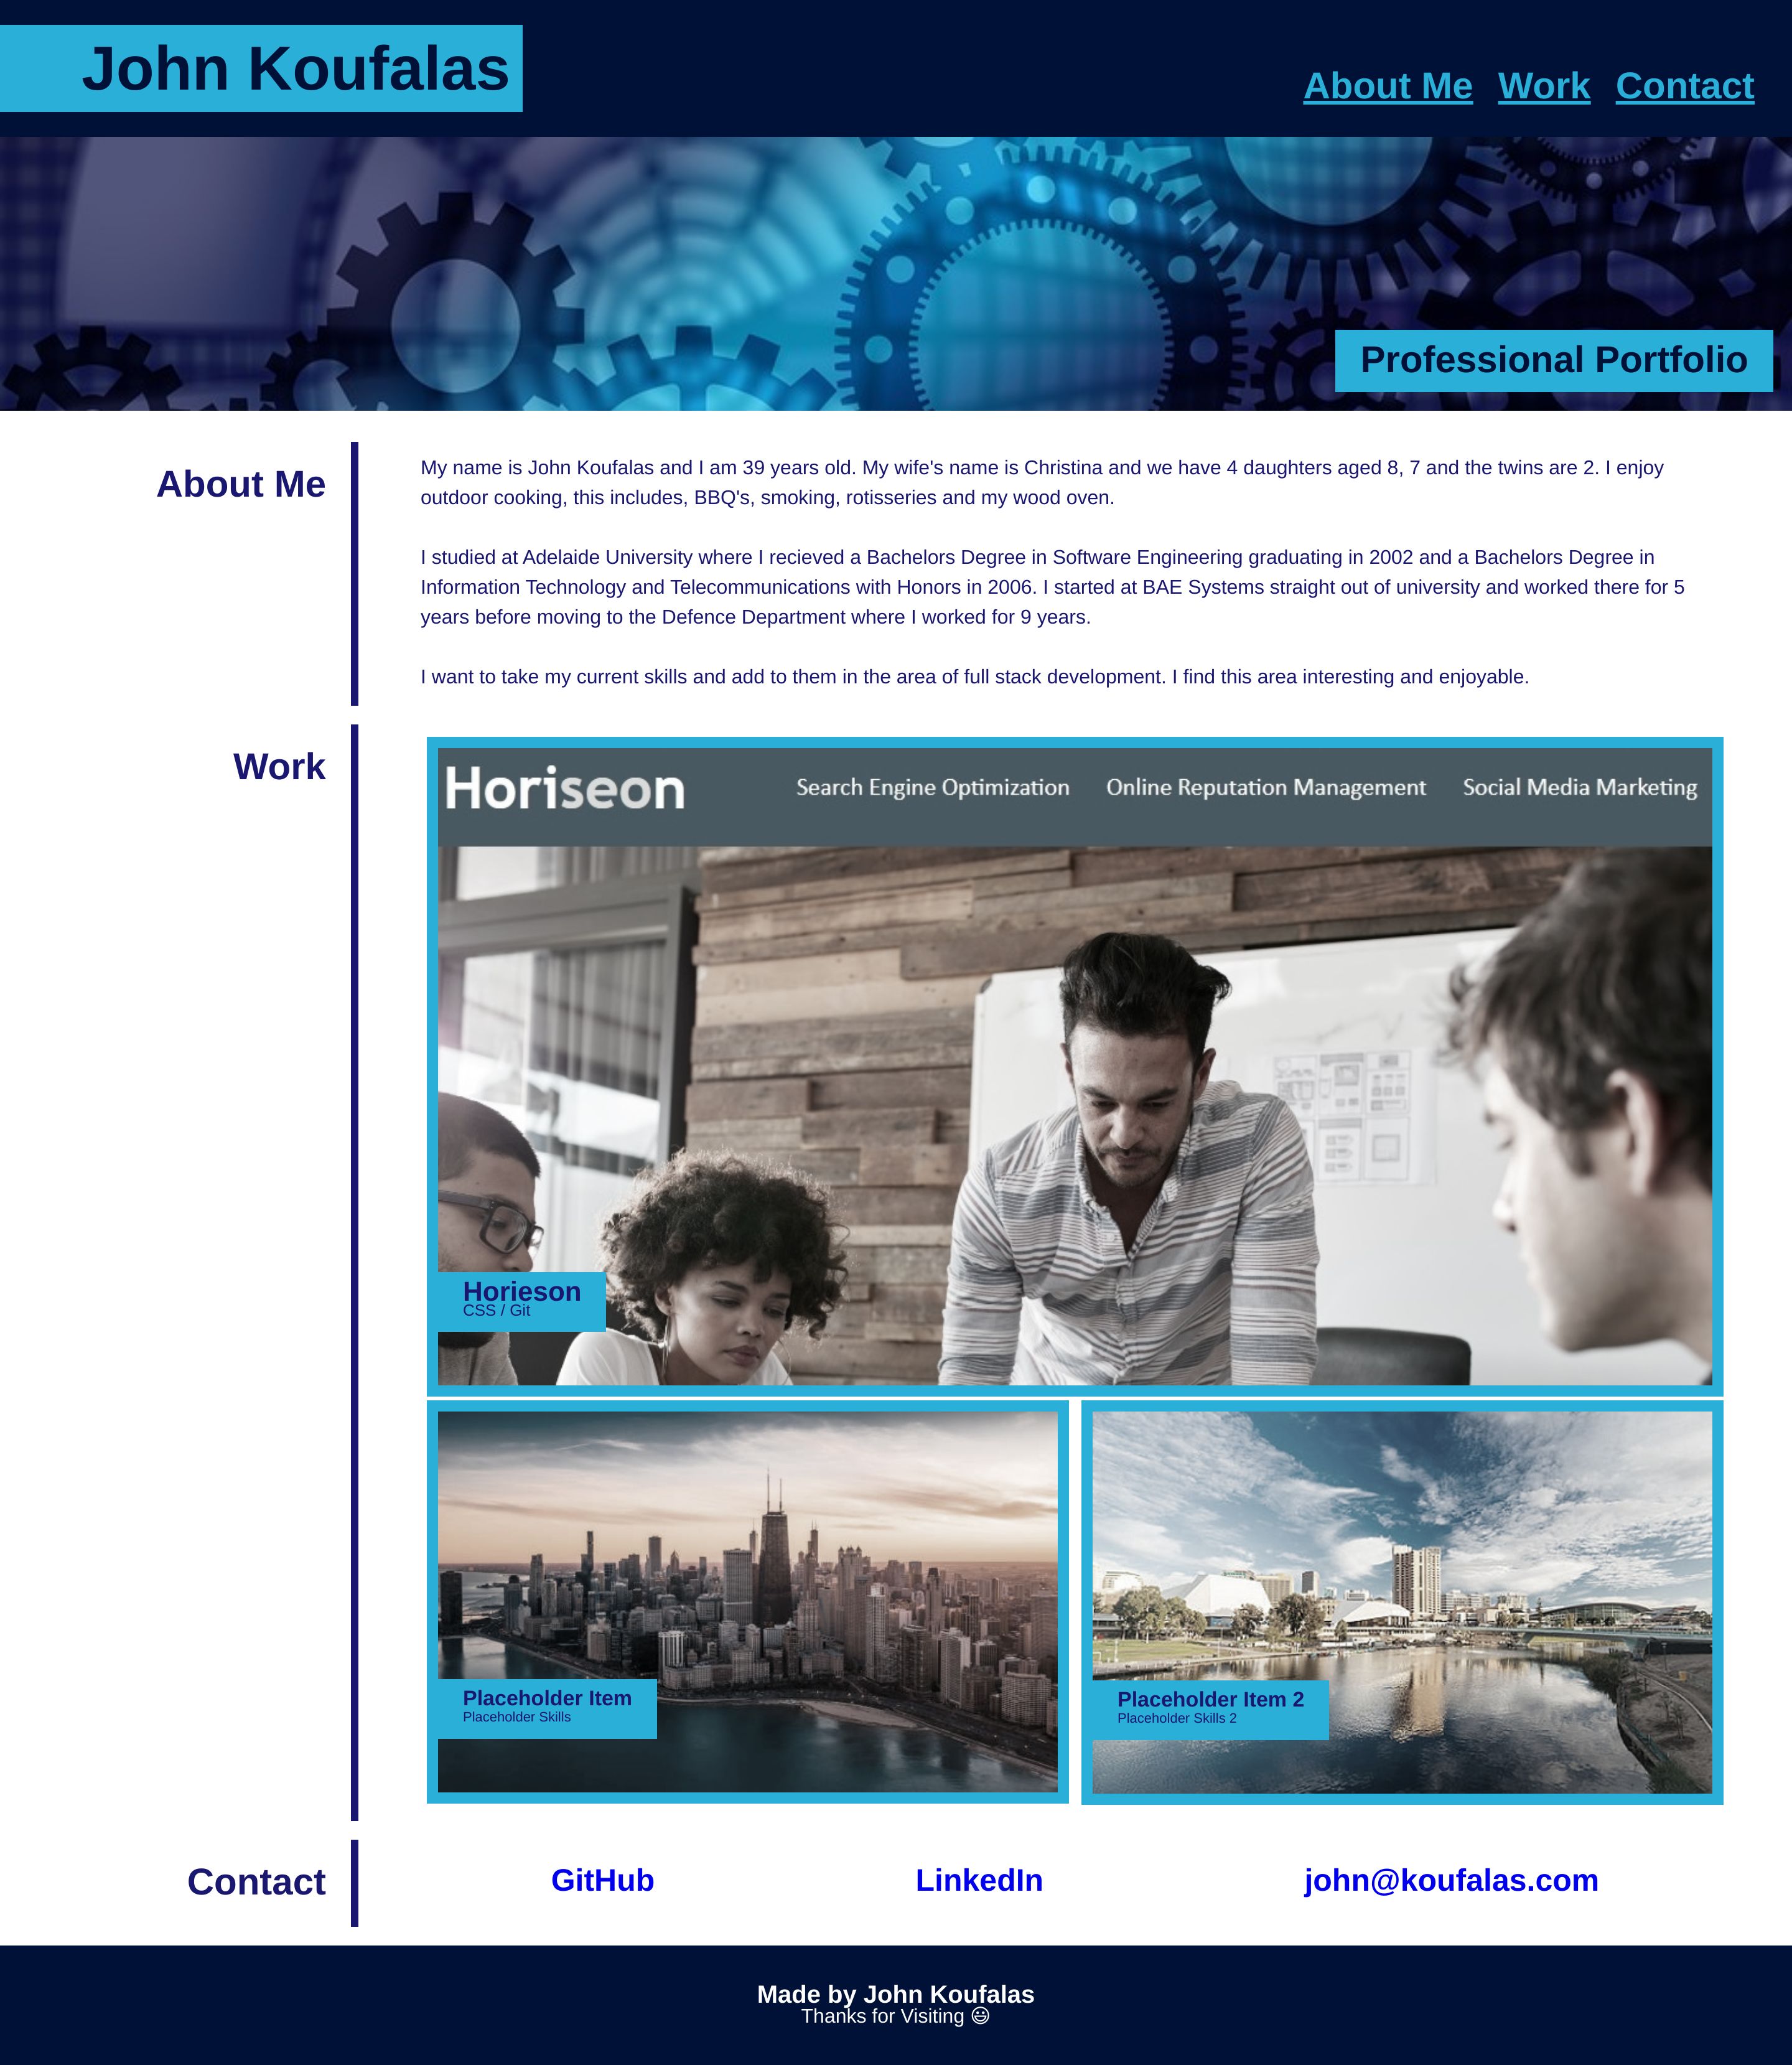 John Koufalas
About Me Work Contact
Professional Portfolio
About Me
My name is John Koufalas and I am 39 years old. My wife's name is Christina and we have 4 daughters aged 8, 7 and the twins are 2. I enjoy
outdoor cooking, this includes, BBQ's, smoking, rotisseries and my wood oven.
I studied at Adelaide University where I recieved a Bachelors Degree in Software Engineering graduating in 2002 and a Bachelors Degree in
Information Technology and Telecommunications with Honors in 2006. I started at BAE Systems straight out of university and worked there for 5
years before moving to the Defence Department where I worked for 9 years.
I want to take my current skills and add to them in the area of full stack development. I find this area interesting and enjoyable.
Work
Horiseon Search Engine Optimization Online Reputation Management Social Media Marketing
Horieson
CSS / Git
Placeholder Item
Placeholder Skills
Placeholder Item 2
Placeholder Skills 2
Contact
GitHub LinkedIn john@koufalas.com
Made by John Koufalas
Thanks for Visiting 😃